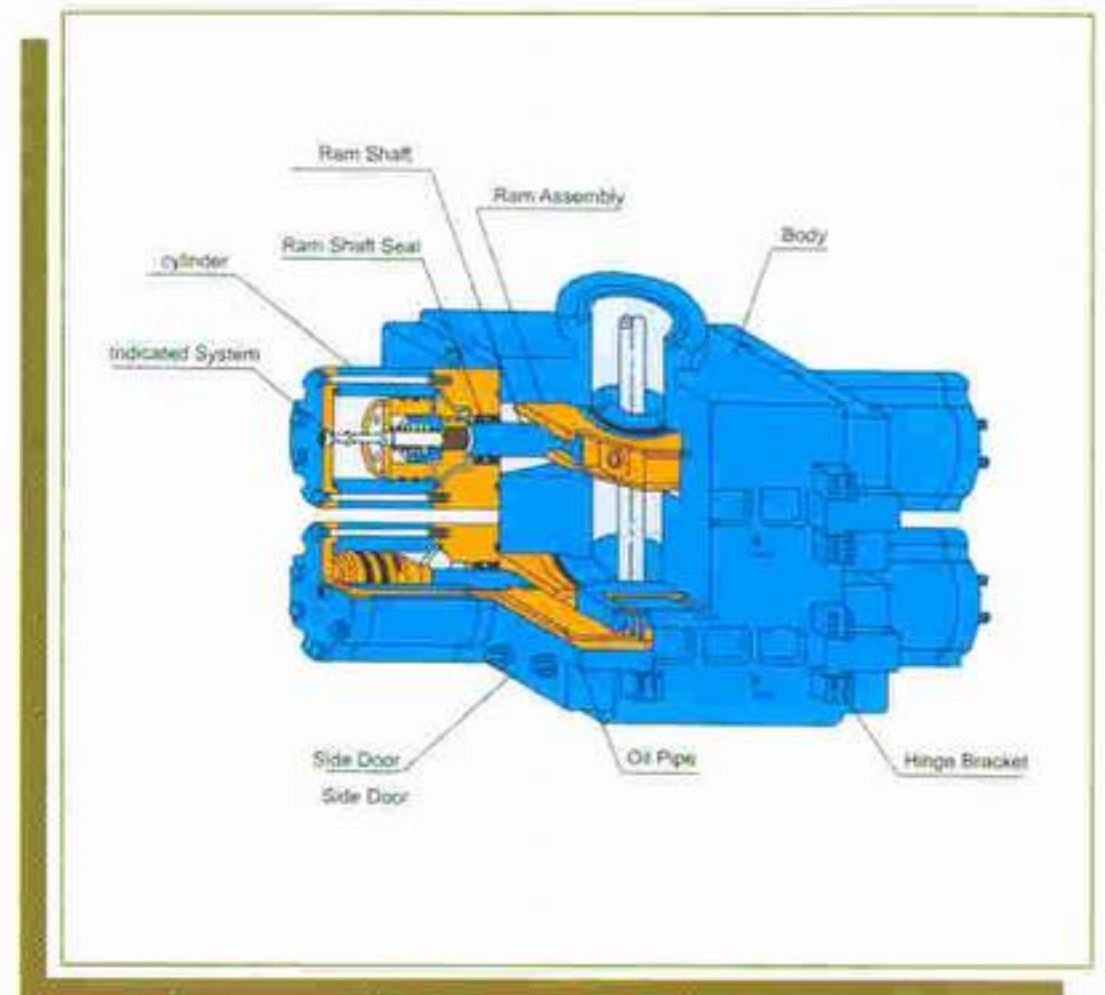 Ram Shaft
Ram Assembly
Body
Ram Shaft Seal
cylinder
Indicated System
Side Door
Oil Pipe
Hinge Bracket
Side Door